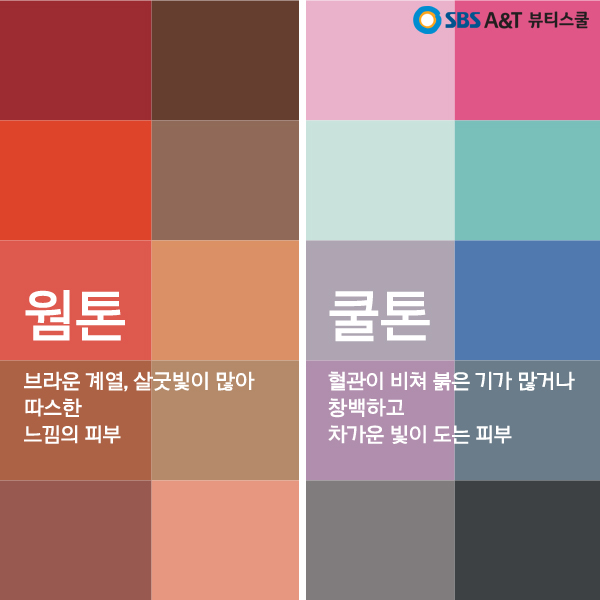 SBS A&T 뷰티스쿨
웜톤
브라운 계열, 살굿빛이 많아
따스한
느낌의 피부
쿨톤
혈관이 비쳐 붉은 기가 많거나
창백하고
차가운 빛이 도는 피부